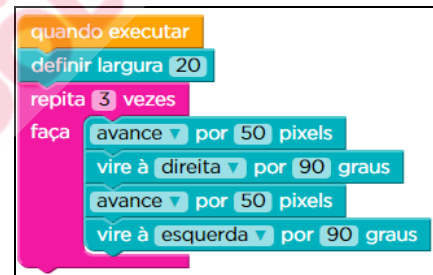 quando executar
definir largura 20
repita 3 vezes
faça avance por 50 pixels
vire à direita por 90 graus
avance por 50 pixels
vire à esquerda por 90 graus